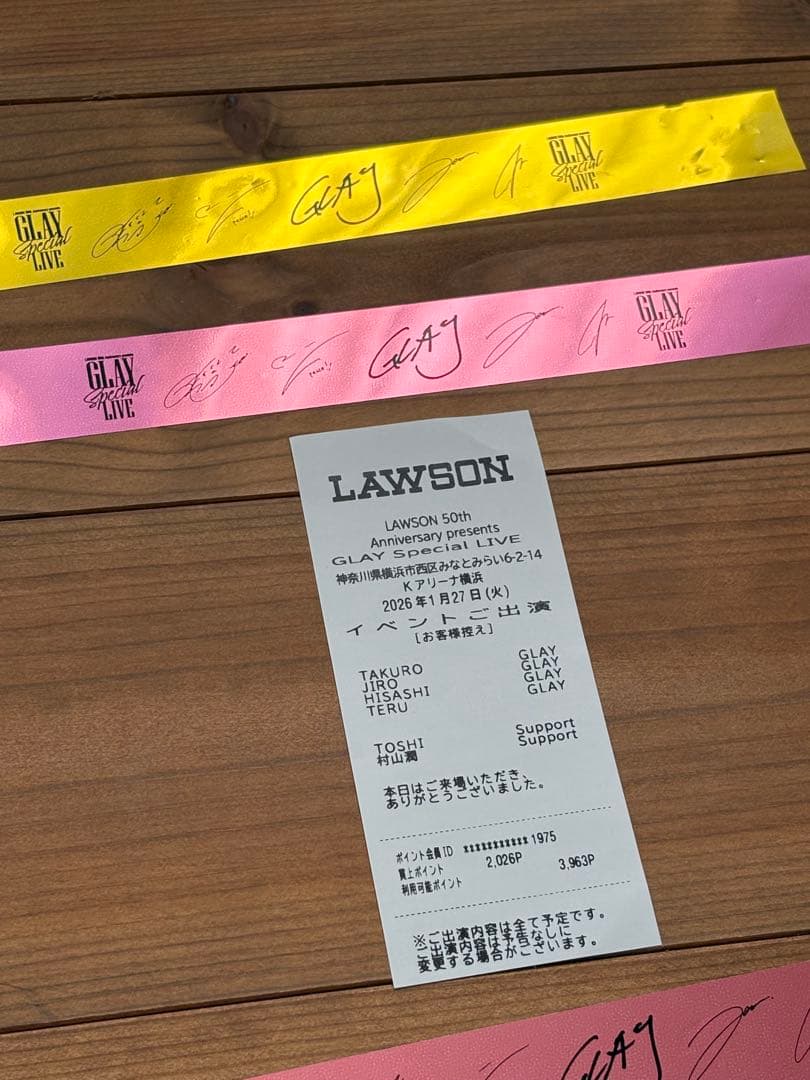 GLAY
Special
LIVE
GLAY
GLAY
Special
LIVE
GLAY
Special
LIVE
GLAY
GLAY
Special
LIVE
LAWSON
LAWSON 50th
Anniversary presents
GLAY Special LIVE
神奈川県横浜市西区みなとみらい6-2-14
Kアリーナ横浜
2026年1月27日(火)
イベントご出演
[お客様控え]
TAKURO GLAY
JIRO GLAY
HISASHI GLAY
TERU GLAY
TOSHI Support
村山潤 Support
本日はご来場いただき、
ありがとうございました。
ポイント会員ID ***********1975
買上ポイント 2,026P
利用可能ポイント 3,963P
※ご出演内容は全て予定です。
ご出演内容は予告なしに
変更する場合がございます。
GLAY